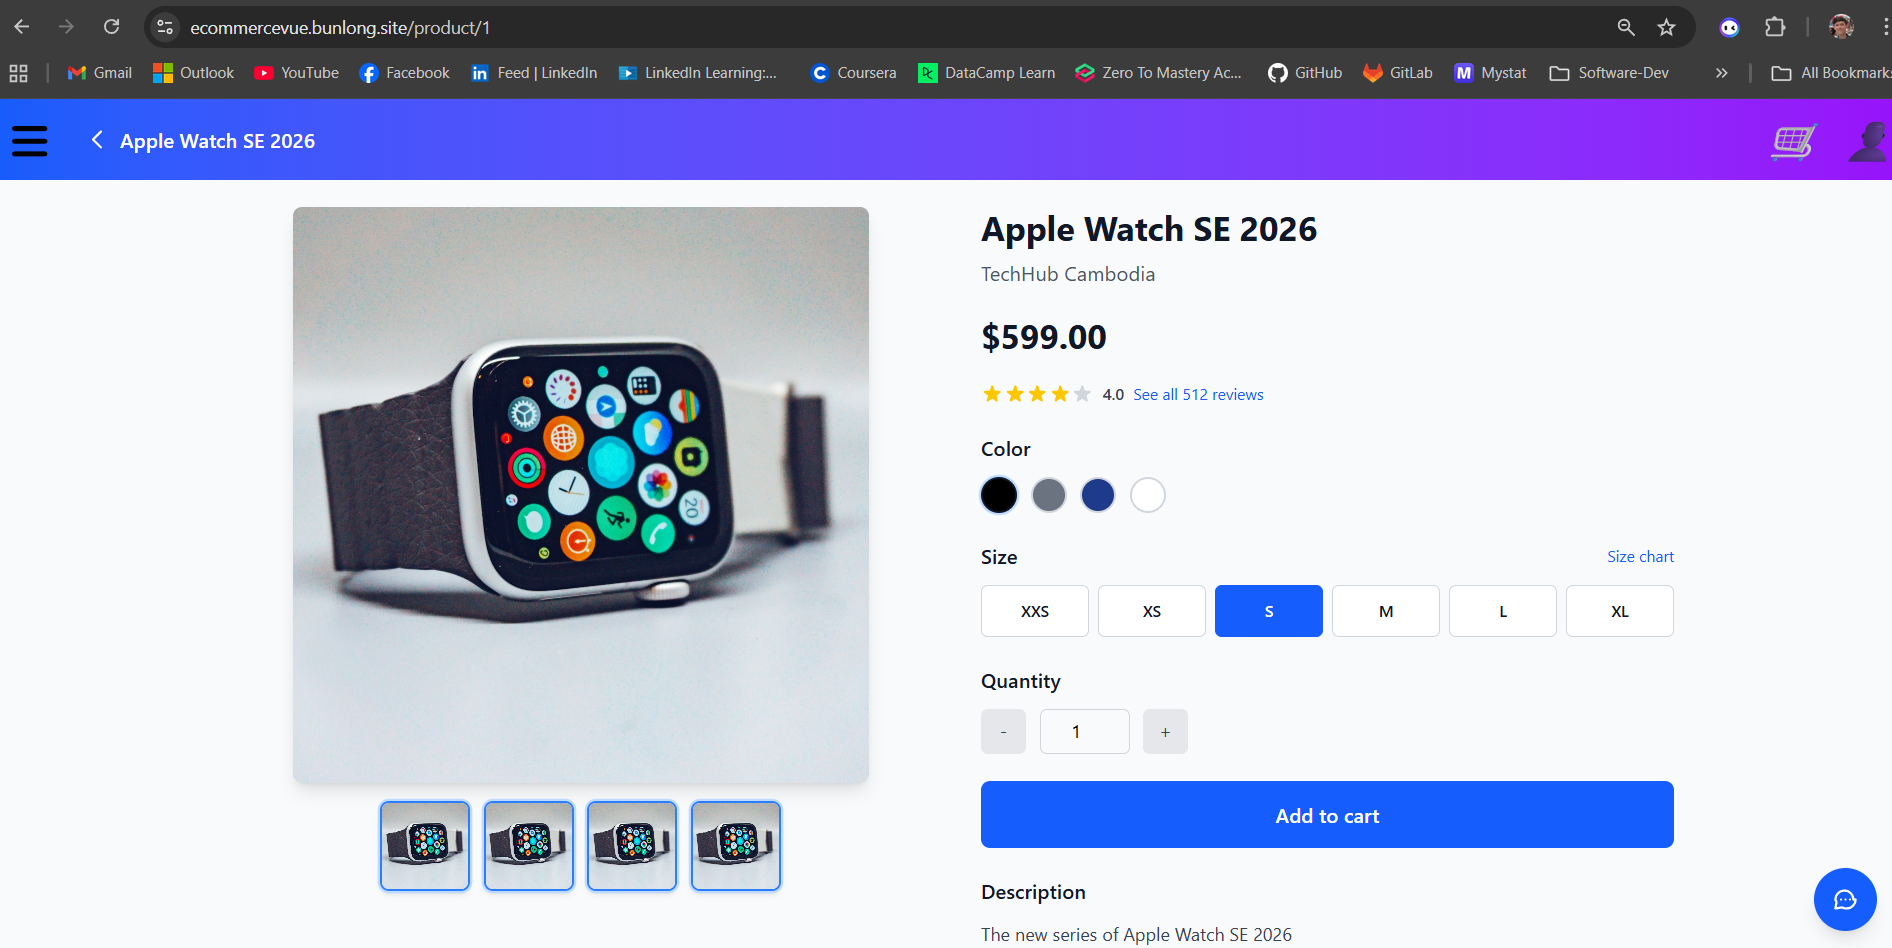 ecommercevue.bunlong.site/product/1
Gmail Outlook YouTube Facebook Feed | LinkedIn LinkedIn Learning:... Coursera DataCamp Learn Zero To Mastery Ac... GitHub GitLab Mystat Software-Dev All Bookmarks
Apple Watch SE 2026
Apple Watch SE 2026
TechHub Cambodia
$599.00
4.0 See all 512 reviews
Color
Size Size chart
XXS XS S M L XL
Quantity
- 1 +
Add to cart
Description
The new series of Apple Watch SE 2026